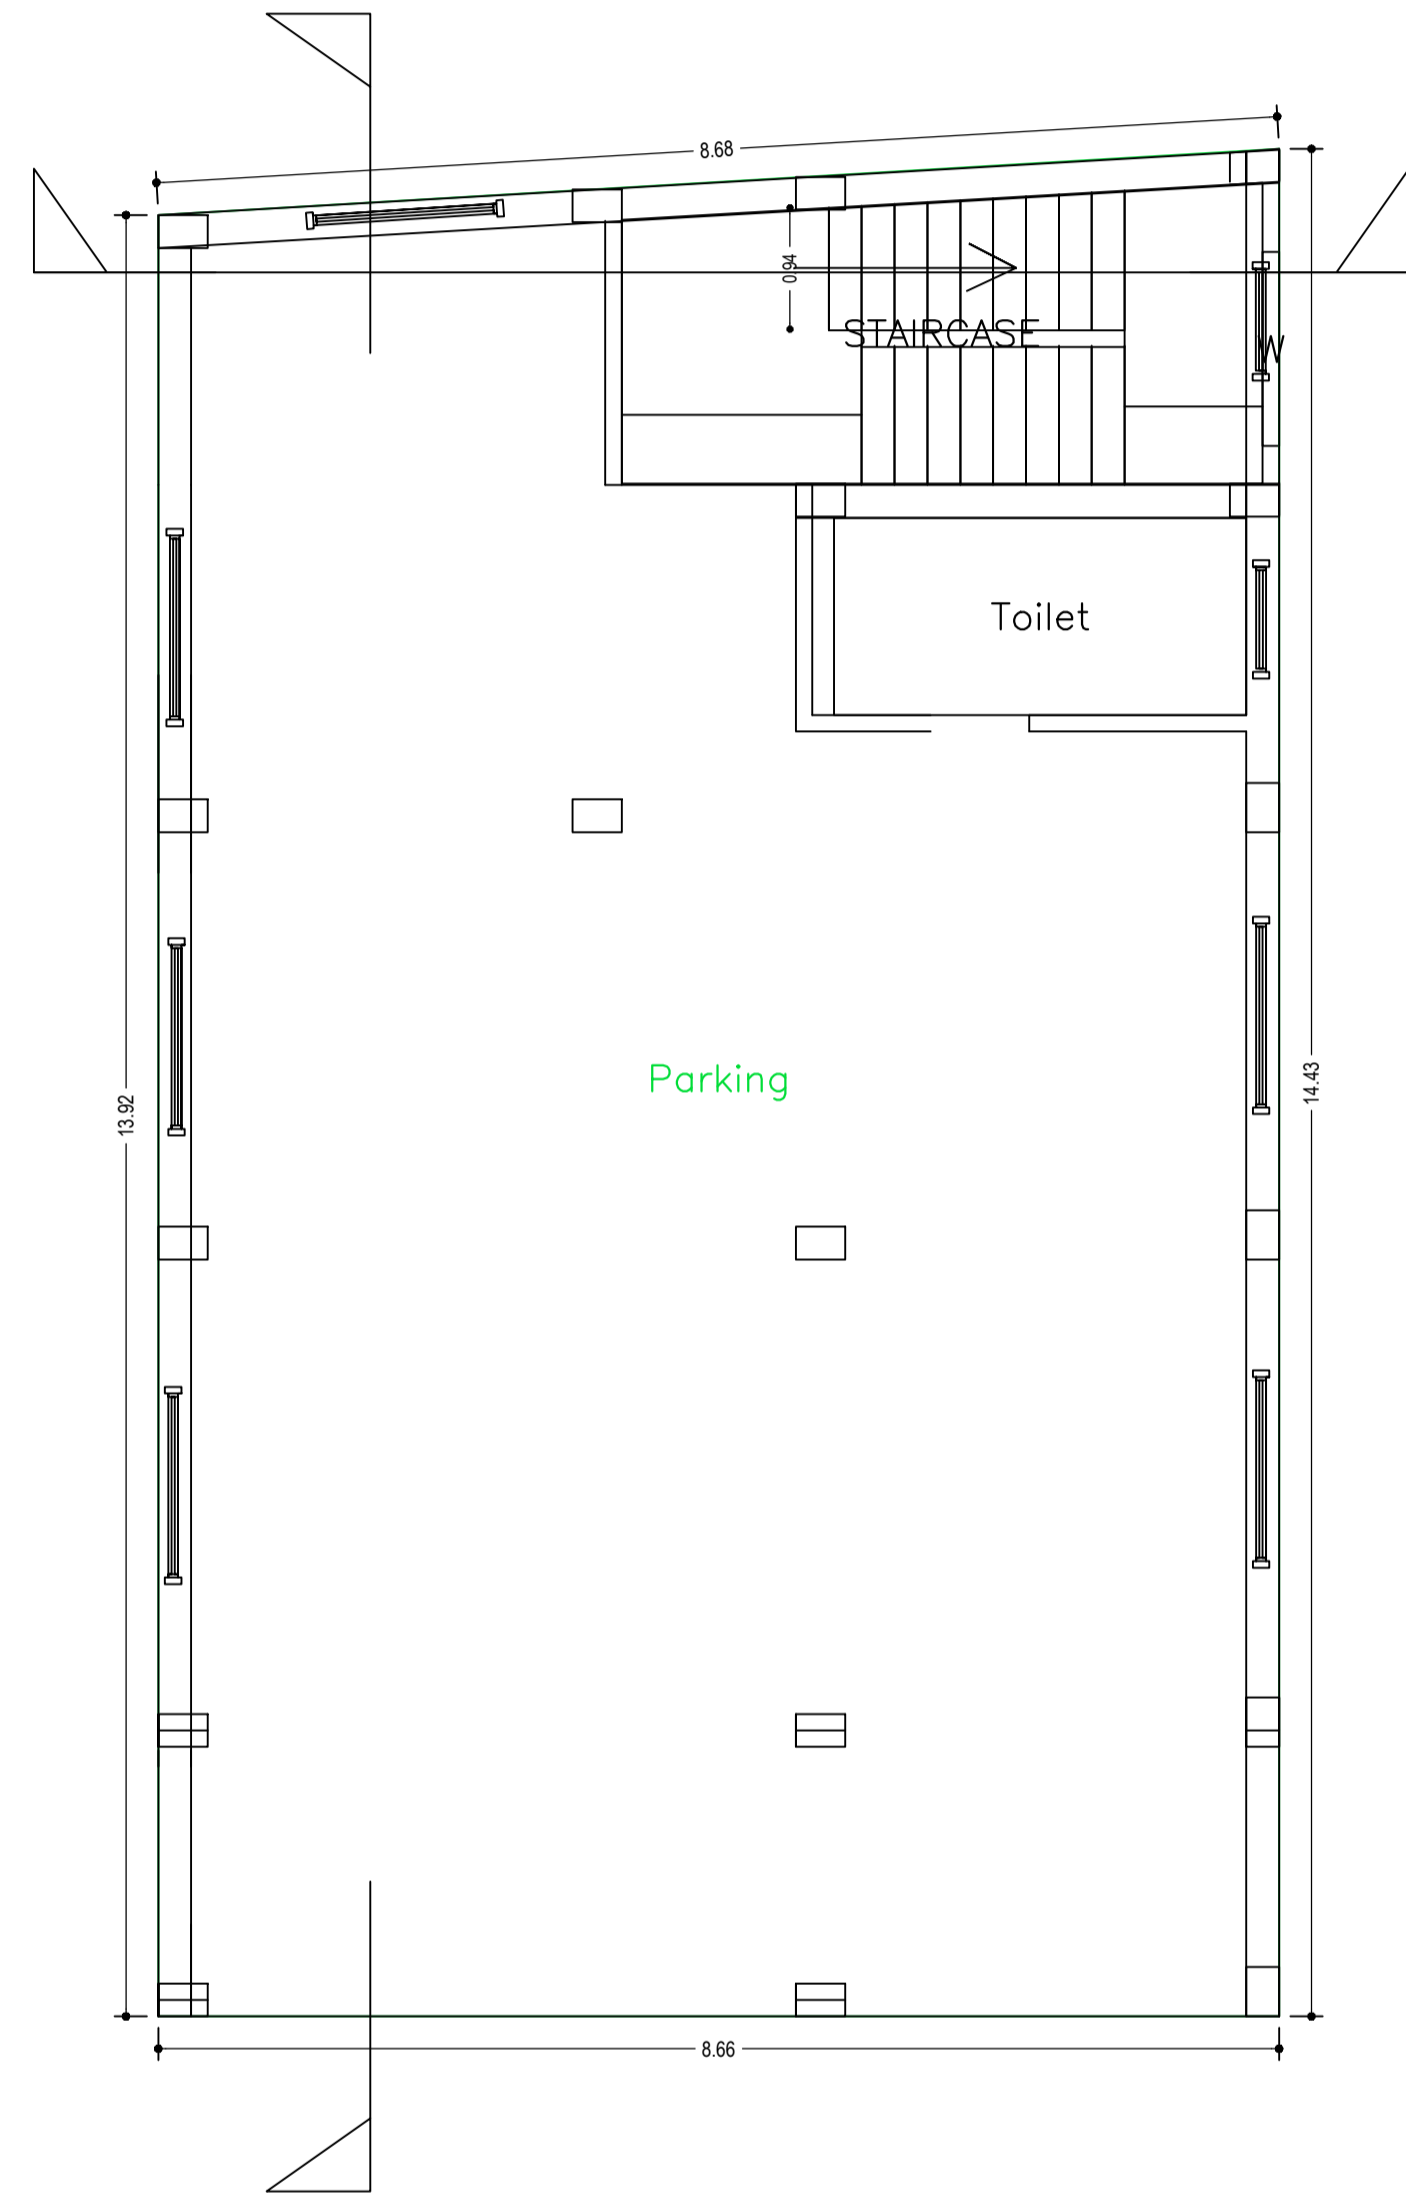 8.68
0.94
STAIRCASE
W
Toilet
Parking
13.92
14.43
8.66